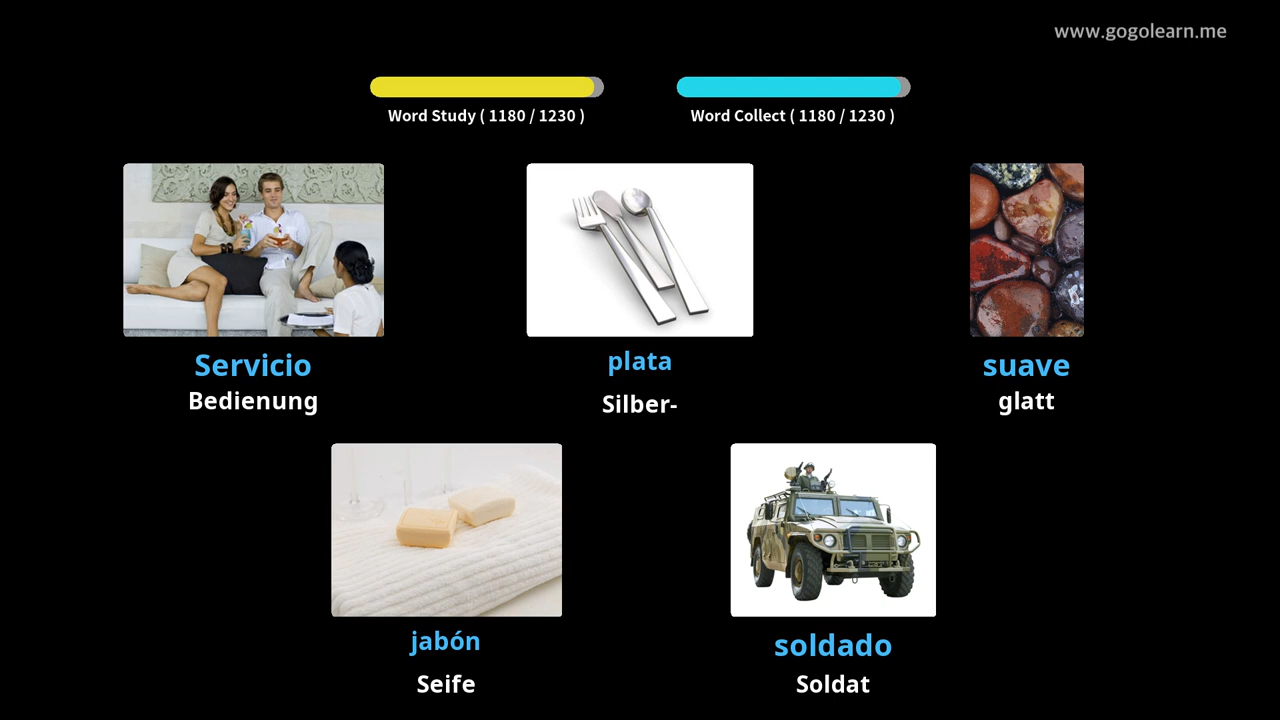 www.gogolearn.me
Word Study ( 1180 / 1230 )
Word Collect ( 1180 / 1230 )
Servicio
Bedienung
plata
Silber-
suave
glatt
jabón
Seife
soldado
Soldat